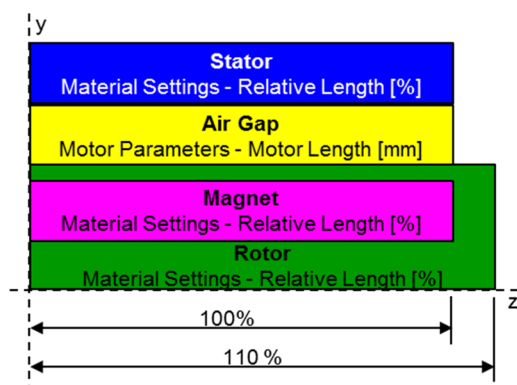 y
Stator
Material Settings - Relative Length [%]
Air Gap
Motor Parameters - Motor Length [mm]
Magnet
Material Settings - Relative Length [%]
Rotor
Material Settings - Relative Length [%]
z
100%
110 %